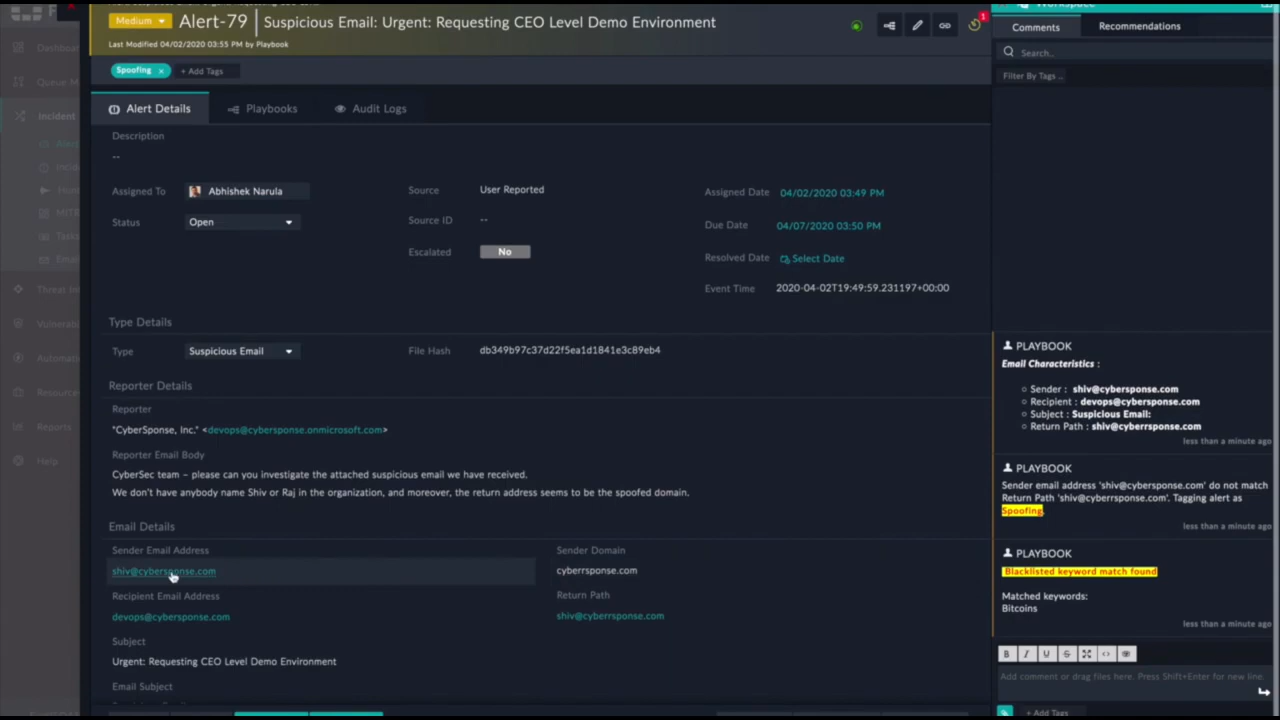 Medium
Alert-79
Suspicious Email: Urgent: Requesting CEO Level Demo Environment
Last Modified 04/02/2020 03:55 PM by Playbook
1
Spoofing x
+ Add Tags
Alert Details
Playbooks
Audit Logs
Description
--
Assigned To
Abhishek Narula
Status
Open
Source
User Reported
Source ID
--
Escalated
No
Assigned Date
04/02/2020 03:49 PM
Due Date
04/07/2020 03:50 PM
Resolved Date
Select Date
Event Time
2020-04-02T19:49:59.231197+00:00
Type Details
Type
Suspicious Email
File Hash
db349b97c37d22f5ea1d1841e3c89eb4
Reporter Details
Reporter
"CyberSponse, Inc." <devops@cybersponse.onmicrosoft.com>
Reporter Email Body
CyberSec team – please can you investigate the attached suspicious email we have received.
We don't have anybody name Shiv or Raj in the organization, and moreover, the return address seems to be the spoofed domain.
Email Details
Sender Email Address
shiv@cybersponse.com
Sender Domain
cyberrsponse.com
Recipient Email Address
devops@cybersponse.com
Return Path
shiv@cyberrsponse.com
Subject
Urgent: Requesting CEO Level Demo Environment
Email Subject
Incident
Reports
Help
Workspace
Comments
Recommendations
Search..
Filter By Tags ..
PLAYBOOK
Email Characteristics :
Sender : shiv@cybersponse.com
Recipient : devops@cybersponse.com
Subject : Suspicious Email:
Return Path : shiv@cyberrsponse.com
less than a minute ago
PLAYBOOK
Sender email address 'shiv@cybersponse.com' do not match
Return Path 'shiv@cyberrsponse.com'. Tagging alert as
Spoofing
less than a minute ago
PLAYBOOK
Blacklisted keyword match found
Matched keywords:
Bitcoins
less than a minute ago
B I U S
Add comment or drag files here. Press Shift+Enter for new line.
+ Add Tags